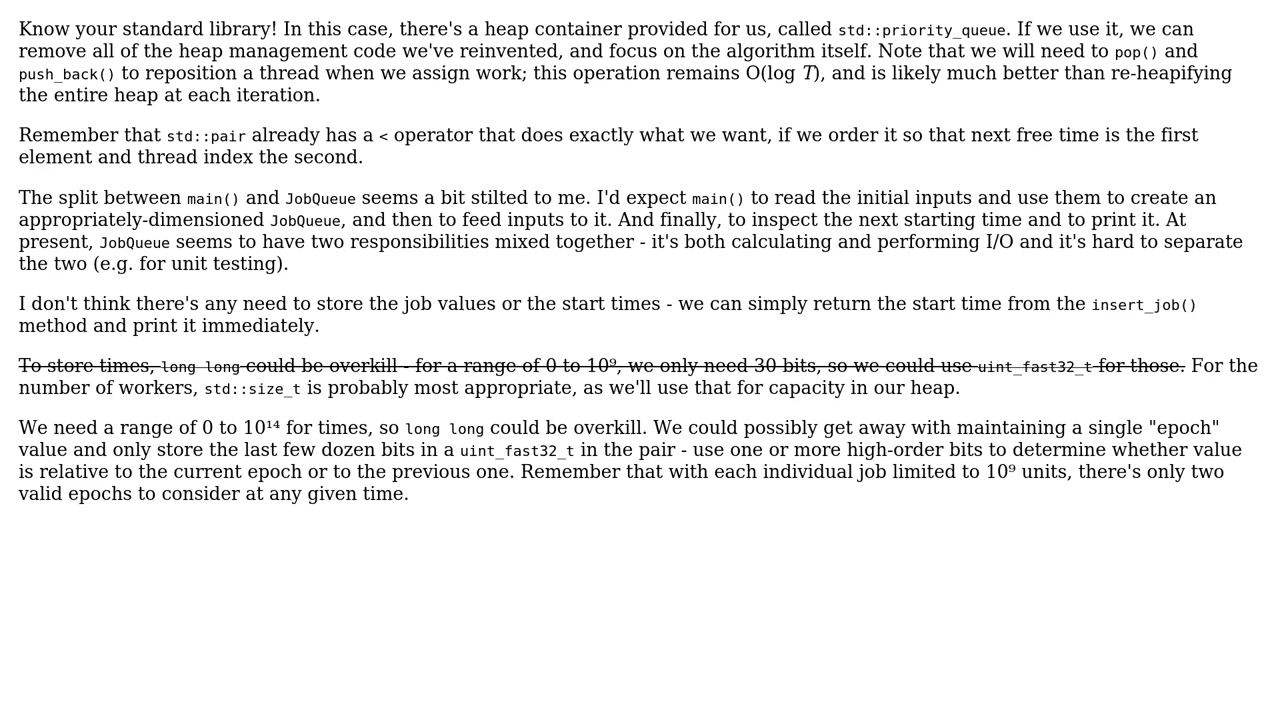 Know your standard library! In this case, there's a heap container provided for us, called std::priority_queue. If we use it, we can
remove all of the heap management code we've reinvented, and focus on the algorithm itself. Note that we will need to pop() and
push_back() to reposition a thread when we assign work; this operation remains O(log T), and is likely much better than re-heapifying
the entire heap at each iteration.
Remember that std::pair already has a < operator that does exactly what we want, if we order it so that next free time is the first
element and thread index the second.
The split between main() and JobQueue seems a bit stilted to me. I'd expect main() to read the initial inputs and use them to create an
appropriately-dimensioned JobQueue, and then to feed inputs to it. And finally, to inspect the next starting time and to print it. At
present, JobQueue seems to have two responsibilities mixed together - it's both calculating and performing I/O and it's hard to separate
the two (e.g. for unit testing).
I don't think there's any need to store the job values or the start times - we can simply return the start time from the insert_job()
method and print it immediately.
To store times, long long could be overkill - for a range of 0 to 10⁹, we only need 30 bits, so we could use uint_fast32_t for those. For the
number of workers, std::size_t is probably most appropriate, as we'll use that for capacity in our heap.
We need a range of 0 to 10¹⁴ for times, so long long could be overkill. We could possibly get away with maintaining a single "epoch"
value and only store the last few dozen bits in a uint_fast32_t in the pair - use one or more high-order bits to determine whether value
is relative to the current epoch or to the previous one. Remember that with each individual job limited to 10⁹ units, there's only two
valid epochs to consider at any given time.